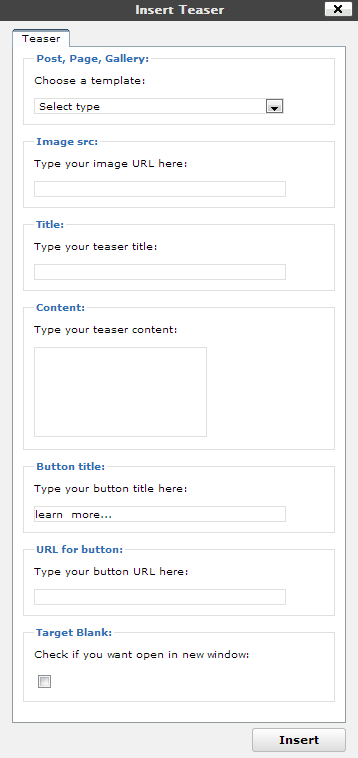 Insert Teaser
Teaser
Post, Page, Gallery:
Choose a template:
Select type
Image src:
Type your image URL here:
Title:
Type your teaser title:
Content:
Type your teaser content:
Button title:
Type your button title here:
learn more...
URL for button:
Type your button URL here:
Target Blank:
Check if you want open in new window:
Insert